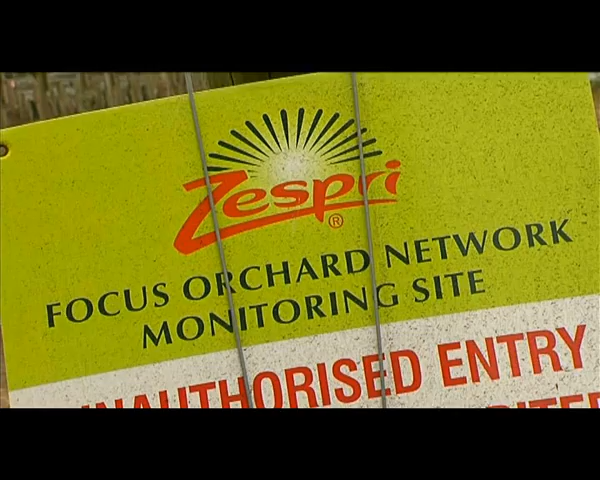 Zespri®
FOCUS ORCHARD NETWORK
MONITORING SITE
UNAUTHORISED ENTRY